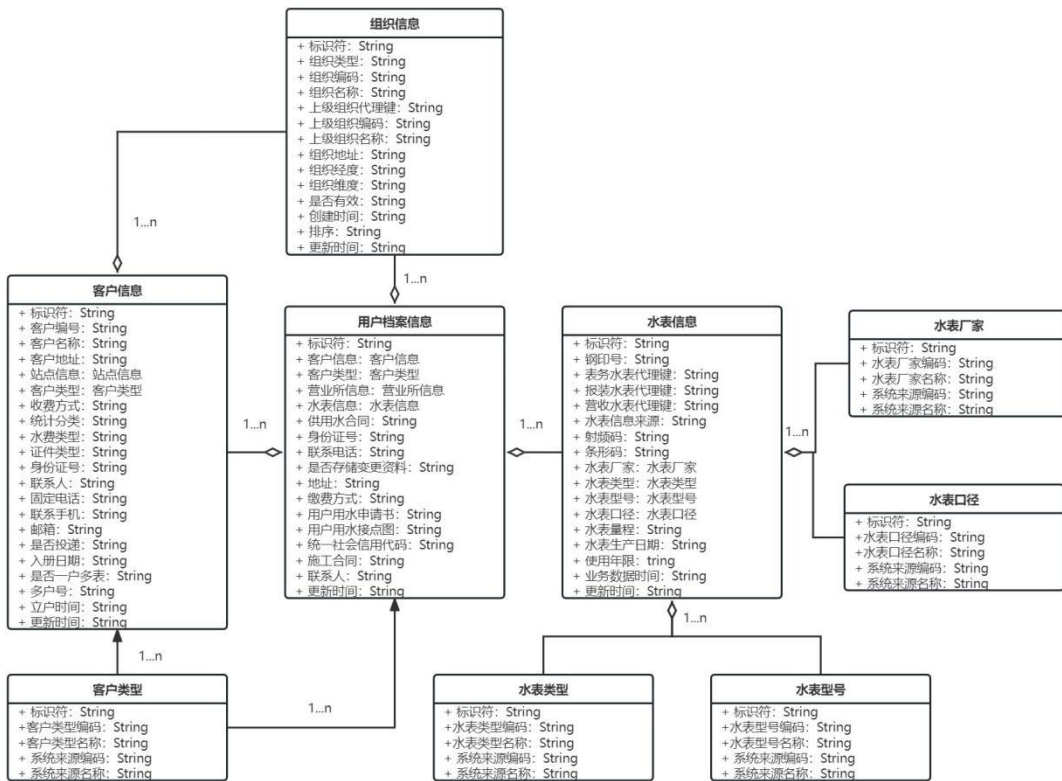 组织信息
+ 标识符：String
+ 组织类型：String
+ 组织编码：String
+ 组织名称：String
+ 上级组织代理键：String
+ 上级组织编码：String
+ 上级组织名称：String
+ 组织地址：String
+ 组织经度：String
+ 组织维度：String
+ 是否有效：String
+ 创建时间：String
+ 排序：String
+ 更新时间：String
1...n
1...n
客户信息
+ 标识符：String
+ 客户编号：String
+ 客户名称：String
+ 客户地址：String
+ 站点信息：站点信息
+ 客户类型：客户类型
+ 收费方式：String
+ 统计分类：String
+ 水费类型：String
+ 证件类型：String
+ 身份证号：String
+ 联系人：String
+ 固定电话：String
+ 联系手机：String
+ 邮箱：String
+ 是否投递：String
+ 入册日期：String
+ 是否一户多表：String
+ 多户号：String
+ 立户时间：String
+ 更新时间：String
1...n
用户档案信息
+ 标识符：String
+ 客户信息：客户信息
+ 客户类型：客户类型
+ 营业所信息：营业所信息
+ 水表信息：水表信息
+ 供用水合同：String
+ 身份证号：String
+ 联系电话：String
+ 是否存储变更资料：String
+ 地址：String
+ 缴费方式：String
+ 用户用水申请书：String
+ 用户用水接点图：String
+ 统一社会信用代码：String
+ 施工合同：String
+ 联系人：String
+ 更新时间：String
1...n
水表信息
+ 标识符：String
+ 钢印号：String
+ 表务水表代理键：String
+ 报装水表代理键：String
+ 营收水表代理键：String
+ 水表信息来源：String
+ 射频码：String
+ 条形码：String
+ 水表厂家：水表厂家
+ 水表类型：水表类型
+ 水表型号：水表型号
+ 水表口径：水表口径
+ 水表量程：String
+ 水表生产日期：String
+ 使用年限：tring
+ 业务数据时间：String
+ 更新时间：String
1...n
水表厂家
+ 标识符：String
+ 水表厂家编码：String
+ 水表厂家名称：String
+ 系统来源编码：String
+ 系统来源名称：String
水表口径
+ 标识符：String
+水表口径编码：String
+水表口径名称：String
+ 系统来源编码：String
+ 系统来源名称：String
1...n
1...n
1...n
客户类型
+ 标识符：String
+客户类型编码：String
+客户类型名称：String
+ 系统来源编码：String
+ 系统来源名称：String
水表类型
+ 标识符：String
+水表类型编码：String
+水表类型名称：String
+ 系统来源编码：String
+ 系统来源名称：String
水表型号
+ 标识符：String
+水表型号编码：String
+水表型号名称：String
+ 系统来源编码：String
+ 系统来源名称：String